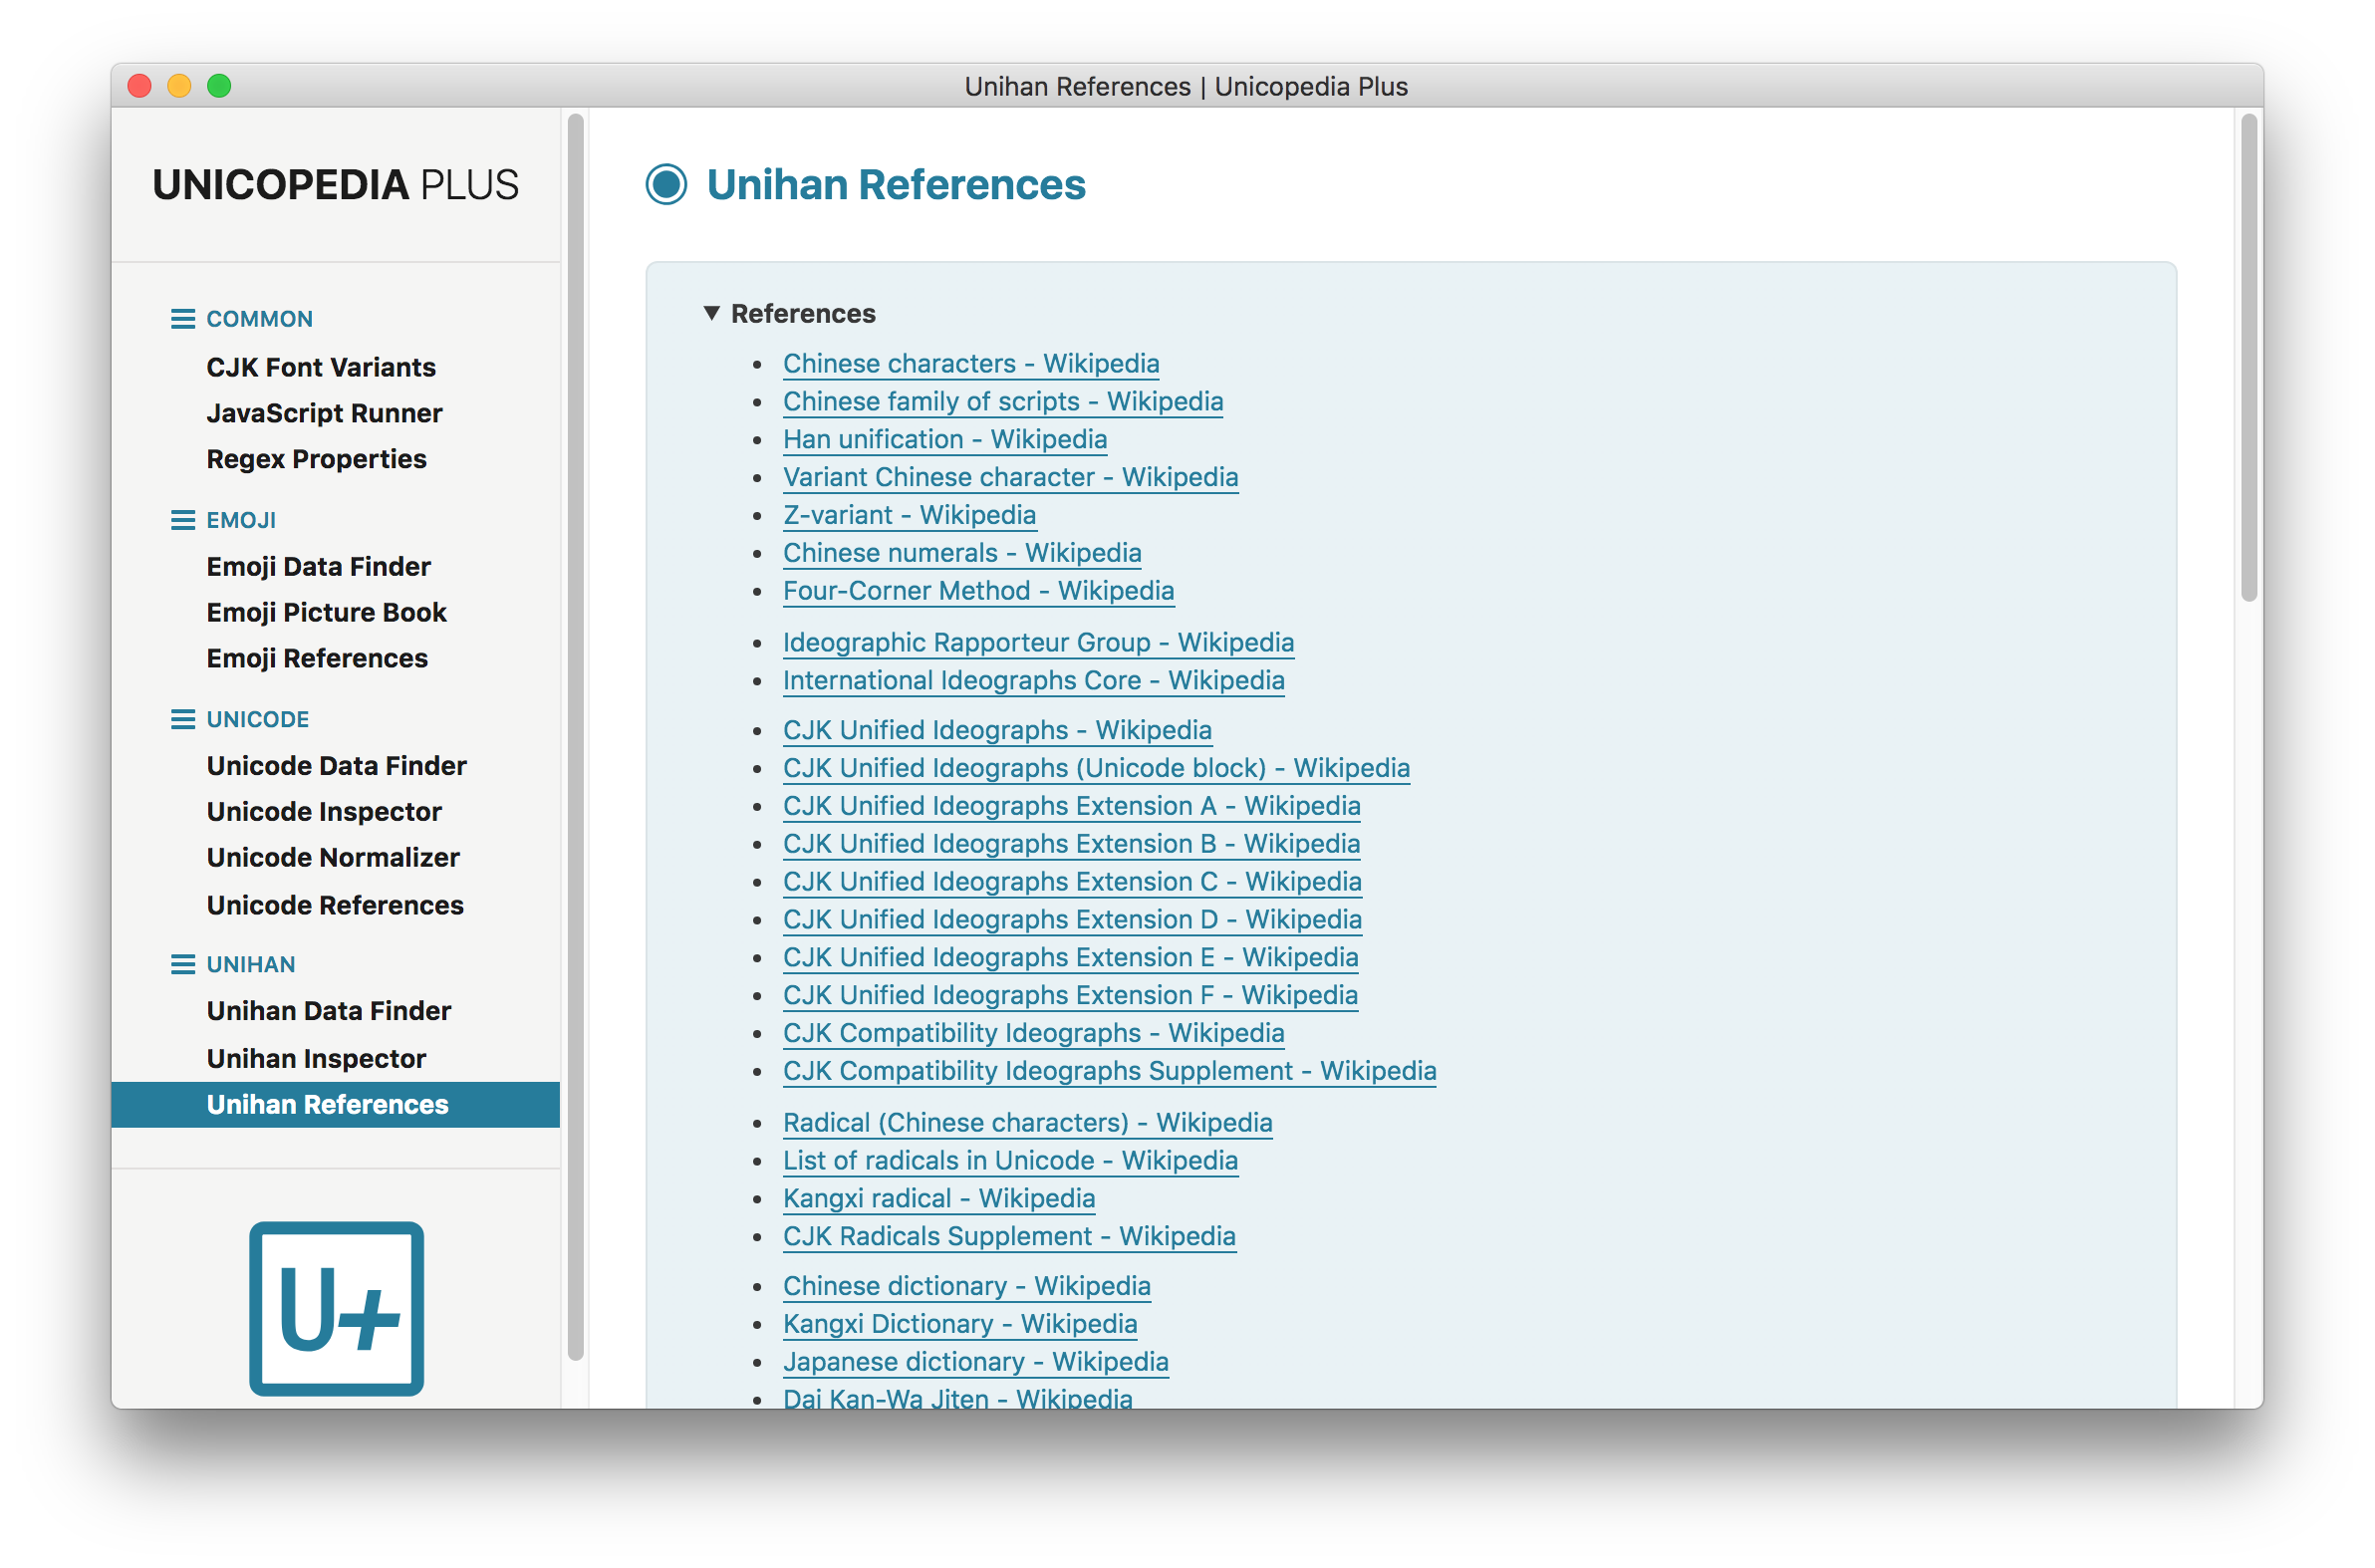 Unihan References | Unicopedia Plus
UNICOPEDIA PLUS
COMMON
CJK Font Variants
JavaScript Runner
Regex Properties
EMOJI
Emoji Data Finder
Emoji Picture Book
Emoji References
UNICODE
Unicode Data Finder
Unicode Inspector
Unicode Normalizer
Unicode References
UNIHAN
Unihan Data Finder
Unihan Inspector
Unihan References
U+
Unihan References
References
Chinese characters - Wikipedia
Chinese family of scripts - Wikipedia
Han unification - Wikipedia
Variant Chinese character - Wikipedia
Z-variant - Wikipedia
Chinese numerals - Wikipedia
Four-Corner Method - Wikipedia
Ideographic Rapporteur Group - Wikipedia
International Ideographs Core - Wikipedia
CJK Unified Ideographs - Wikipedia
CJK Unified Ideographs (Unicode block) - Wikipedia
CJK Unified Ideographs Extension A - Wikipedia
CJK Unified Ideographs Extension B - Wikipedia
CJK Unified Ideographs Extension C - Wikipedia
CJK Unified Ideographs Extension D - Wikipedia
CJK Unified Ideographs Extension E - Wikipedia
CJK Unified Ideographs Extension F - Wikipedia
CJK Compatibility Ideographs - Wikipedia
CJK Compatibility Ideographs Supplement - Wikipedia
Radical (Chinese characters) - Wikipedia
List of radicals in Unicode - Wikipedia
Kangxi radical - Wikipedia
CJK Radicals Supplement - Wikipedia
Chinese dictionary - Wikipedia
Kangxi Dictionary - Wikipedia
Japanese dictionary - Wikipedia
Dai Kan-Wa Jiten - Wikipedia